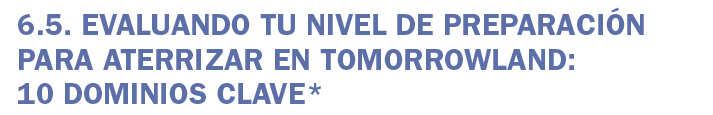 6.5. EVALUANDO TU NIVEL DE PREPARACIÓN
PARA ATERRIZAR EN TOMORROWLAND:
10 DOMINIOS CLAVE*